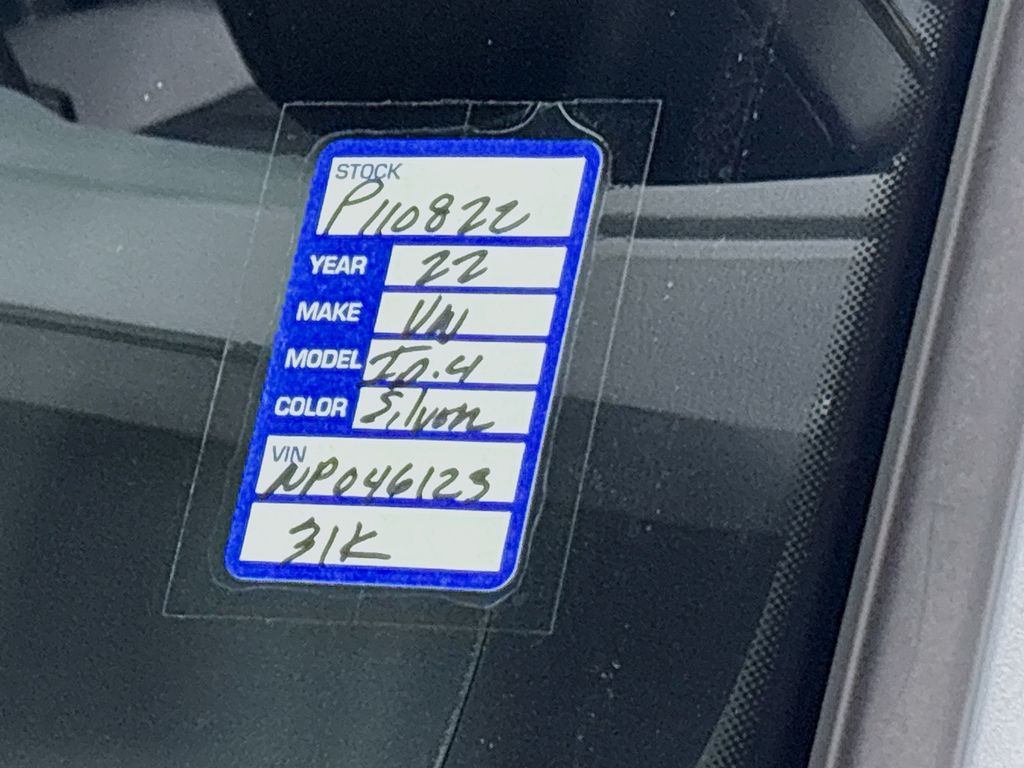 STOCK
P110822
YEAR 22
MAKE VW
MODEL ID.4
COLOR Silver
VIN
NP046123
31K